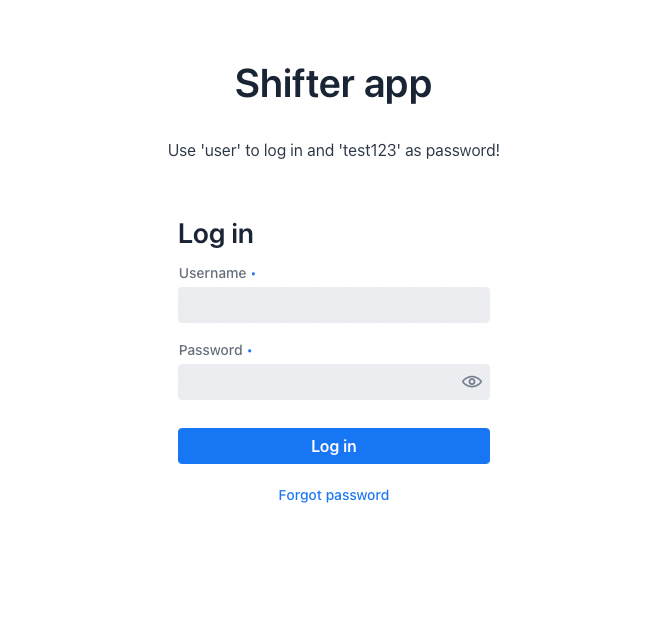 Shifter app
Use 'user' to log in and 'test123' as password!
Log in
Username •
Password •
Log in
Forgot password